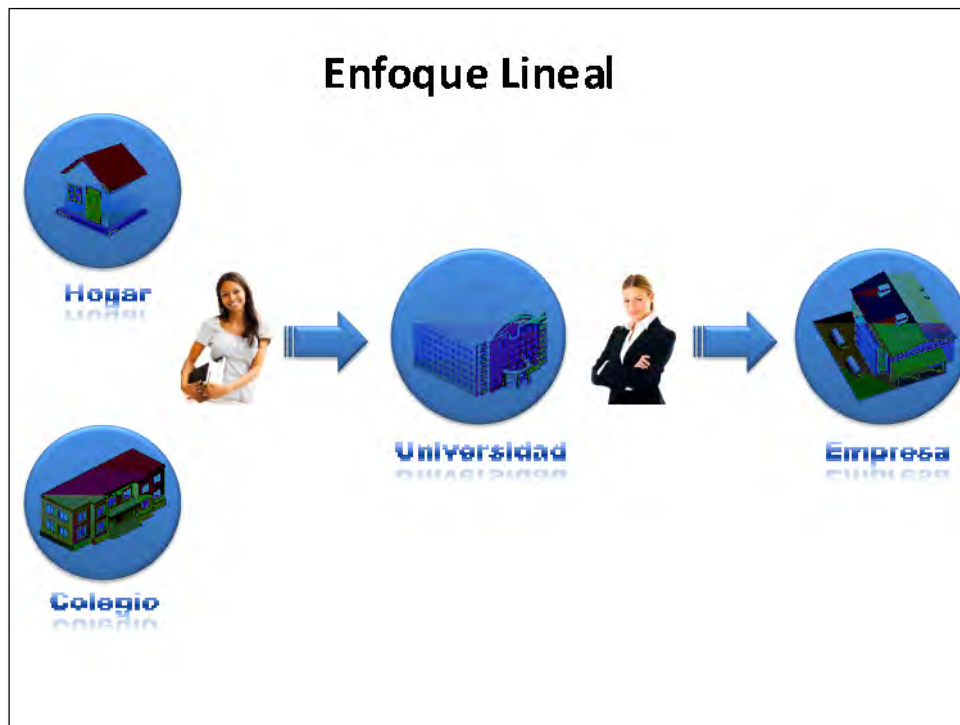 Enfoque Lineal
Hogar
Universidad
Empresa
Colegio